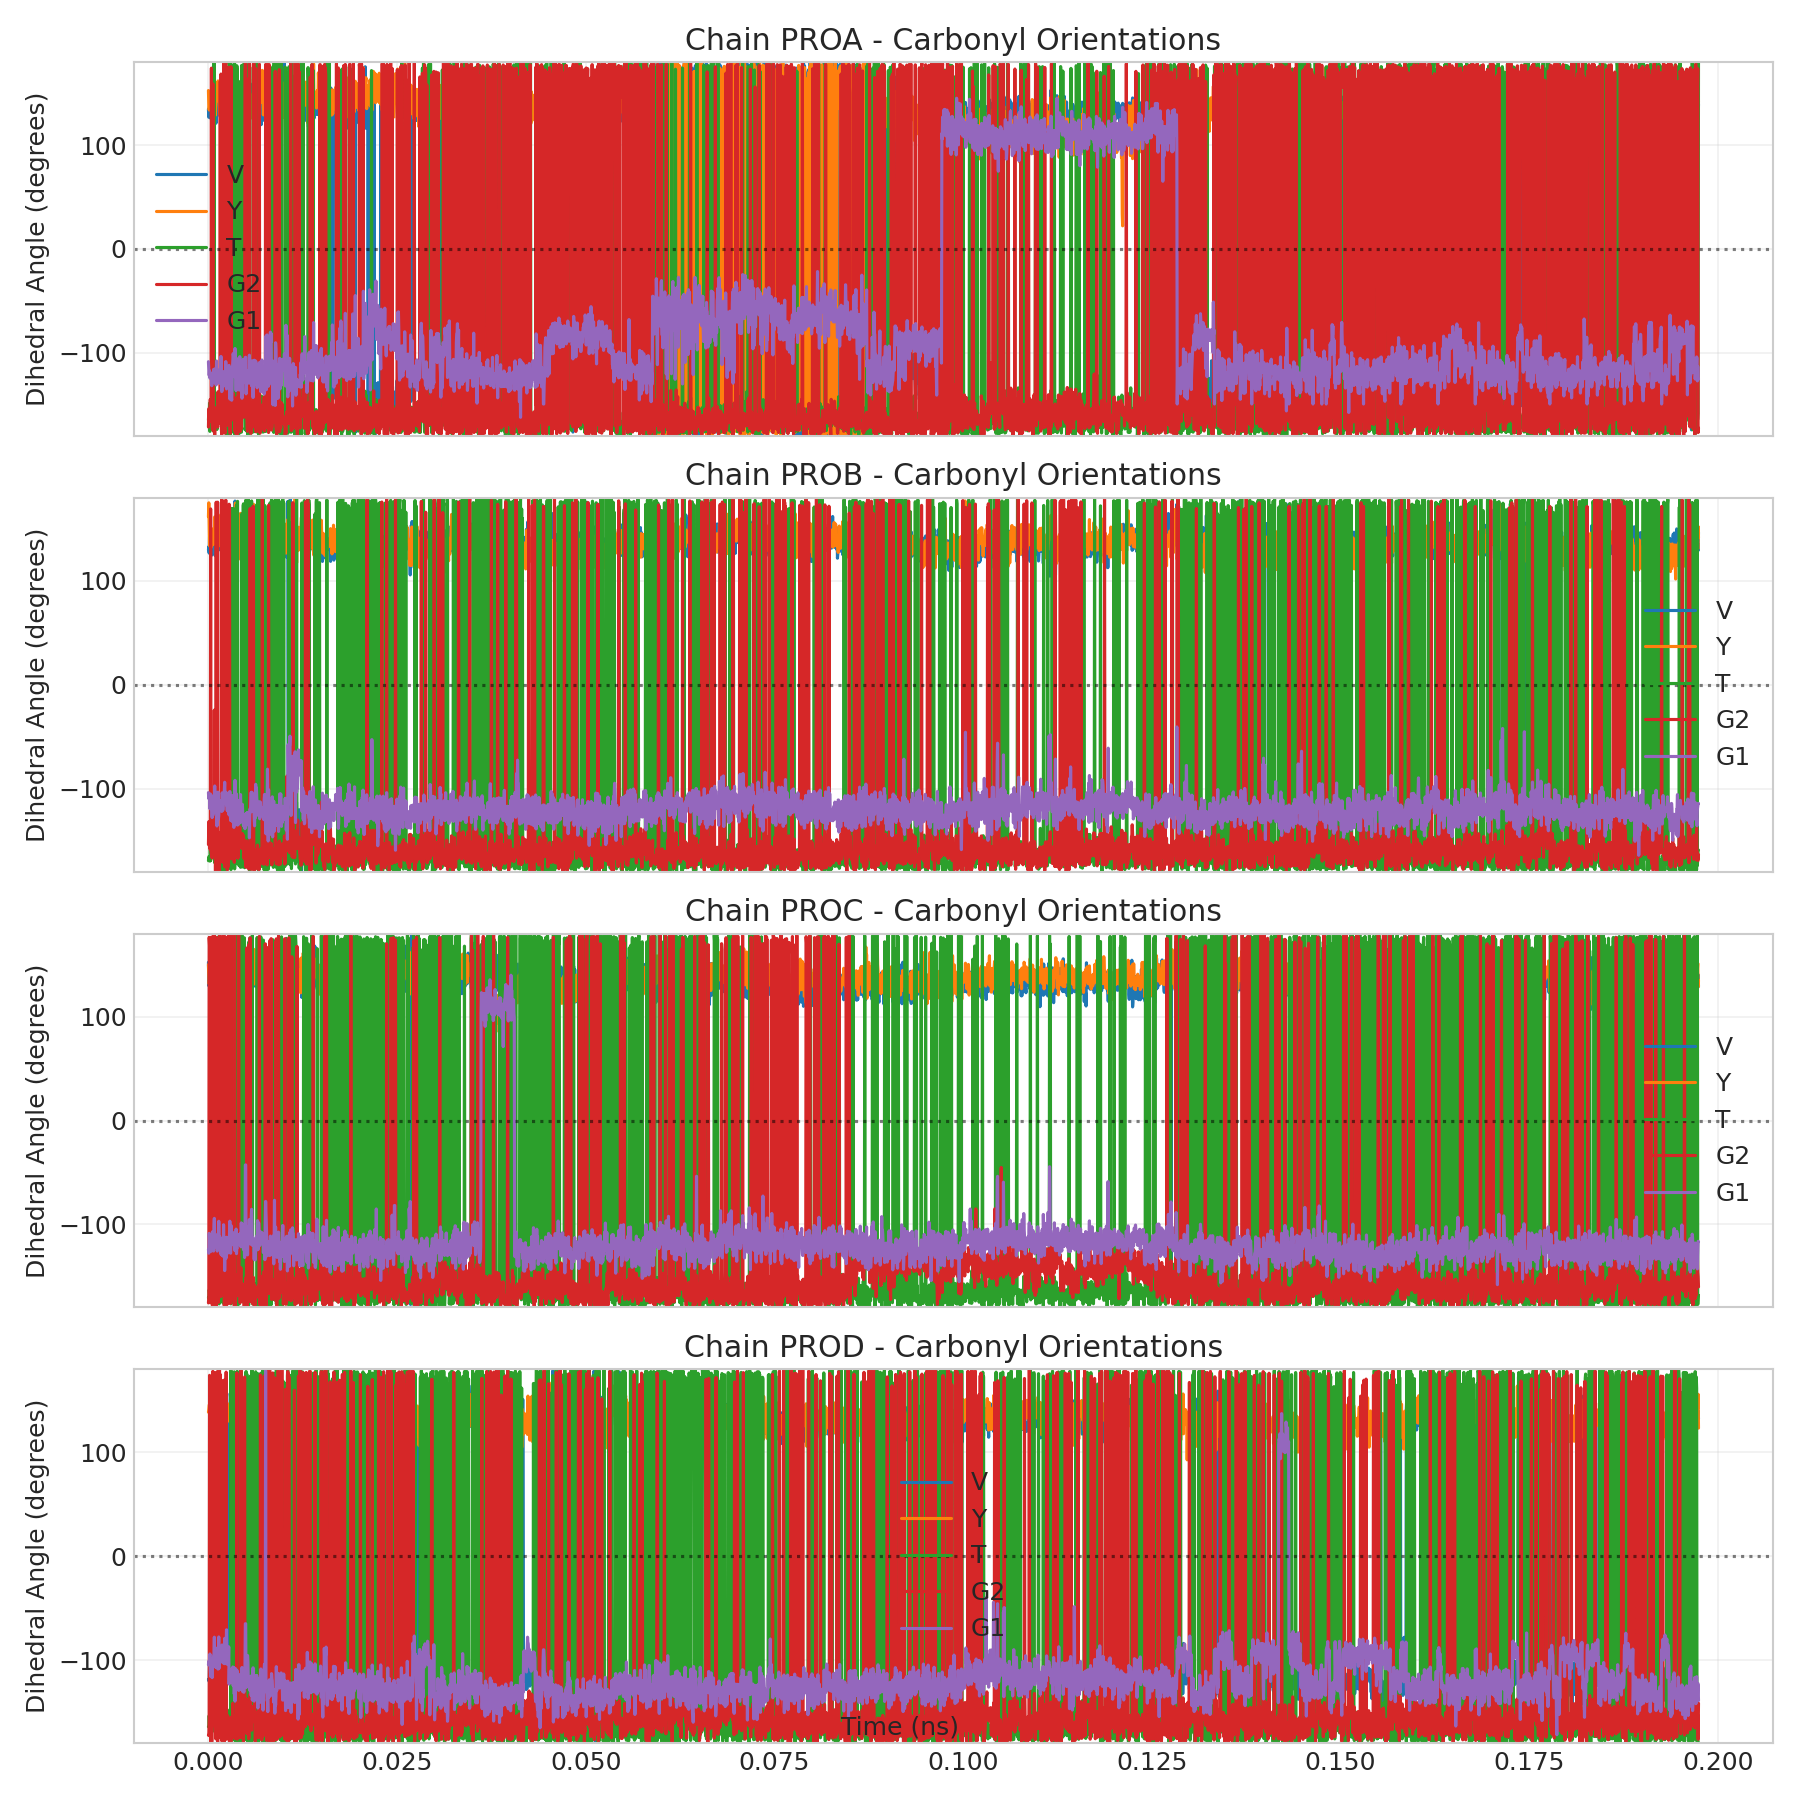 Chain PROA - Carbonyl Orientations
Dihedral Angle (degrees)
100
0
−100
V
Y
T
G2
G1
Chain PROB - Carbonyl Orientations
Dihedral Angle (degrees)
100
0
−100
V
Y
T
G2
G1
Chain PROC - Carbonyl Orientations
Dihedral Angle (degrees)
100
0
−100
V
Y
T
G2
G1
Chain PROD - Carbonyl Orientations
Dihedral Angle (degrees)
100
0
−100
V
Y
T
G2
G1
Time (ns)
0.000 0.025 0.050 0.075 0.100 0.125 0.150 0.175 0.200